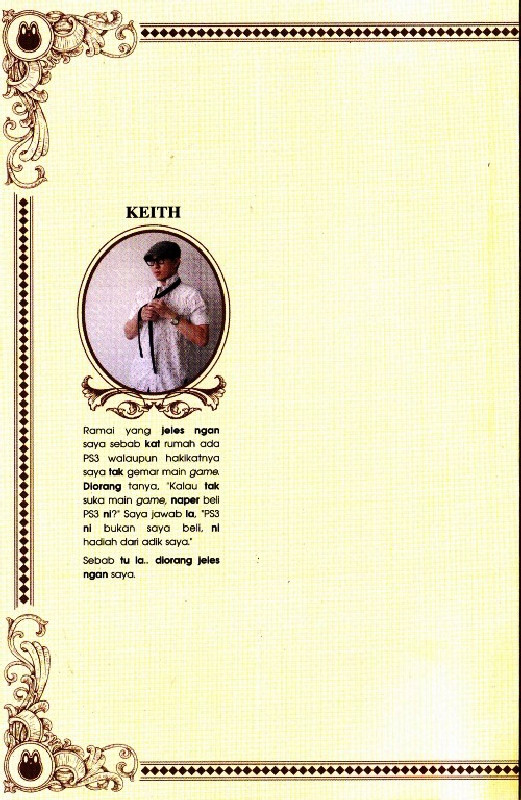 KEITH
Ramai yang jeles ngan
saya sebab kat rumah ada
PS3 walaupun hakikatnya
saya tak gemar main game.
Diorang tanya, "Kalau tak
suka main game, naper beli
PS3 ni?" Saya jawab la, "PS3
ni bukan saya beli, ni
hadiah dari adik saya."
Sebab tu la.. diorang jeles
ngan saya.